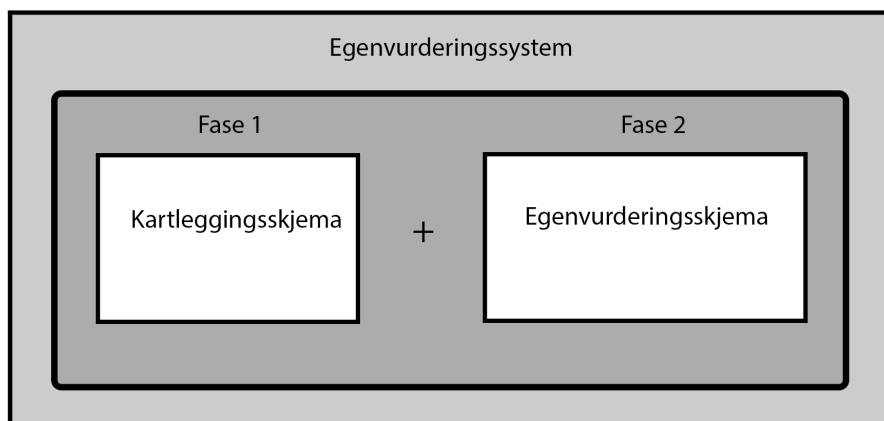 Egenvurderingssystem
Fase 1
Fase 2
Kartleggingsskjema
+
Egenvurderingsskjema